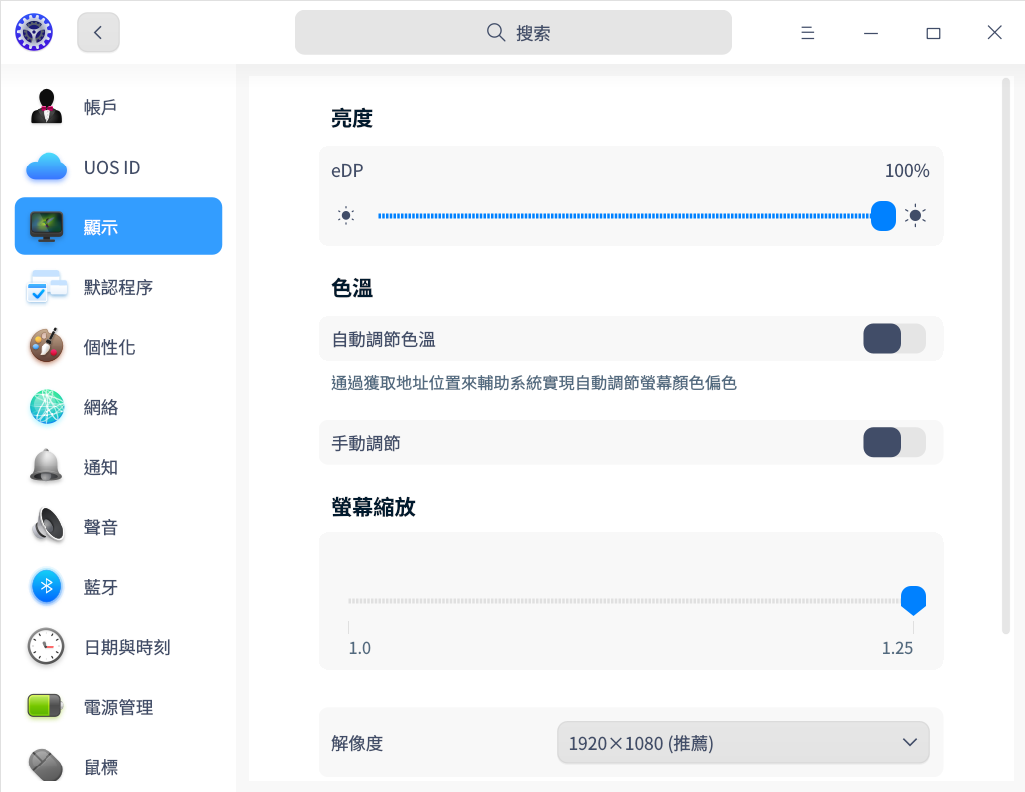 搜索
帳戶
UOS ID
顯示
默認程序
個性化
網絡
通知
聲音
藍牙
日期與時刻
電源管理
鼠標
亮度
eDP
100%
色溫
自動調節色溫
通過獲取地址位置來輔助系統實現自動調節螢幕顏色偏色
手動調節
螢幕縮放
1.0
1.25
解像度
1920×1080 (推薦)